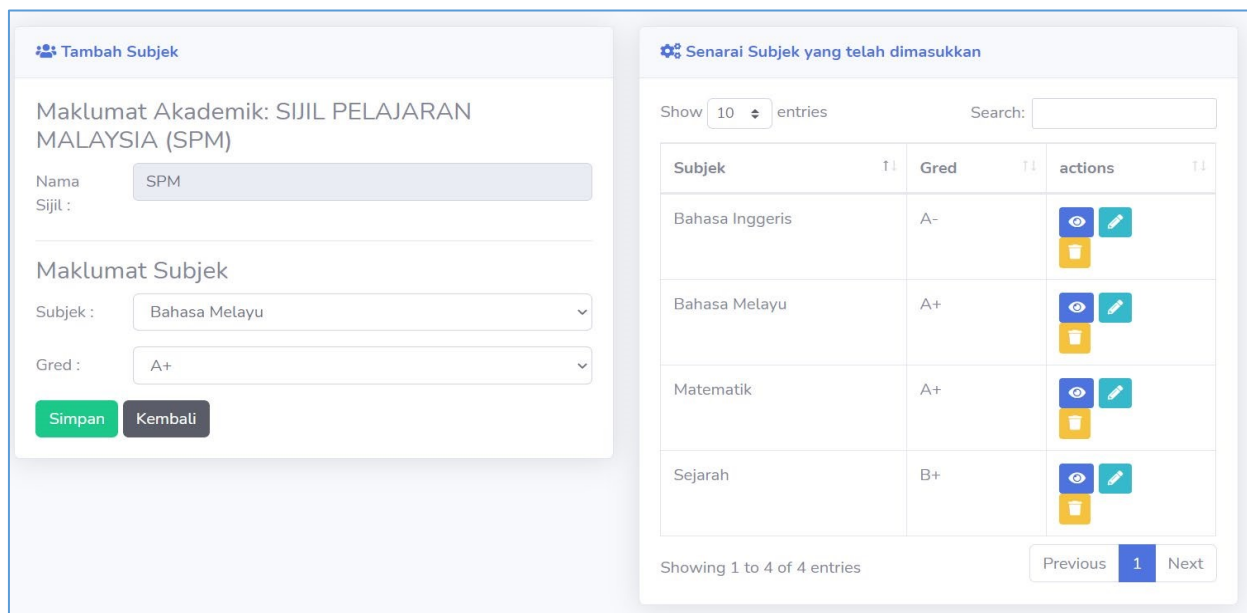 Tambah Subjek
Maklumat Akademik: SIJIL PELAJARAN
MALAYSIA (SPM)
Nama
Sijil :
SPM
Maklumat Subjek
Subjek :
Bahasa Melayu
Gred :
A+
Simpan Kembali
Senarai Subjek yang telah dimasukkan
Show 10 entries Search:
Subjek Gred actions
Bahasa Inggeris A-
Bahasa Melayu A+
Matematik A+
Sejarah B+
Showing 1 to 4 of 4 entries
Previous 1 Next